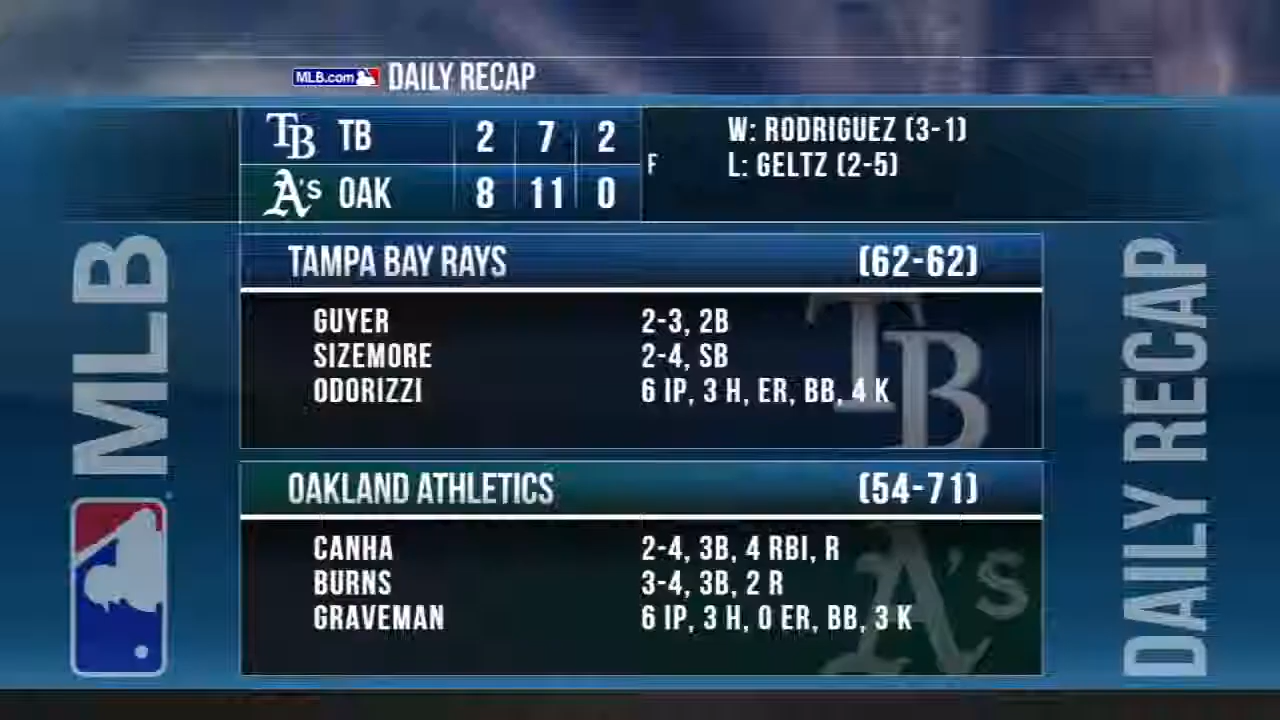 MLB.com DAILY RECAP
TB TB 2 7 2
A's OAK 8 11 0
F
W: RODRIGUEZ (3-1)
L: GELTZ (2-5)
TAMPA BAY RAYS (62-62)
GUYER 2-3, 2B
SIZEMORE 2-4, SB
ODORIZZI 6 IP, 3 H, ER, BB, 4 K
TB
OAKLAND ATHLETICS (54-71)
CANHA 2-4, 3B, 4 RBI, R
BURNS 3-4, 3B, 2 R
GRAVEMAN 6 IP, 3 H, 0 ER, BB, 3 K
A's
MLB
DAILY RECAP